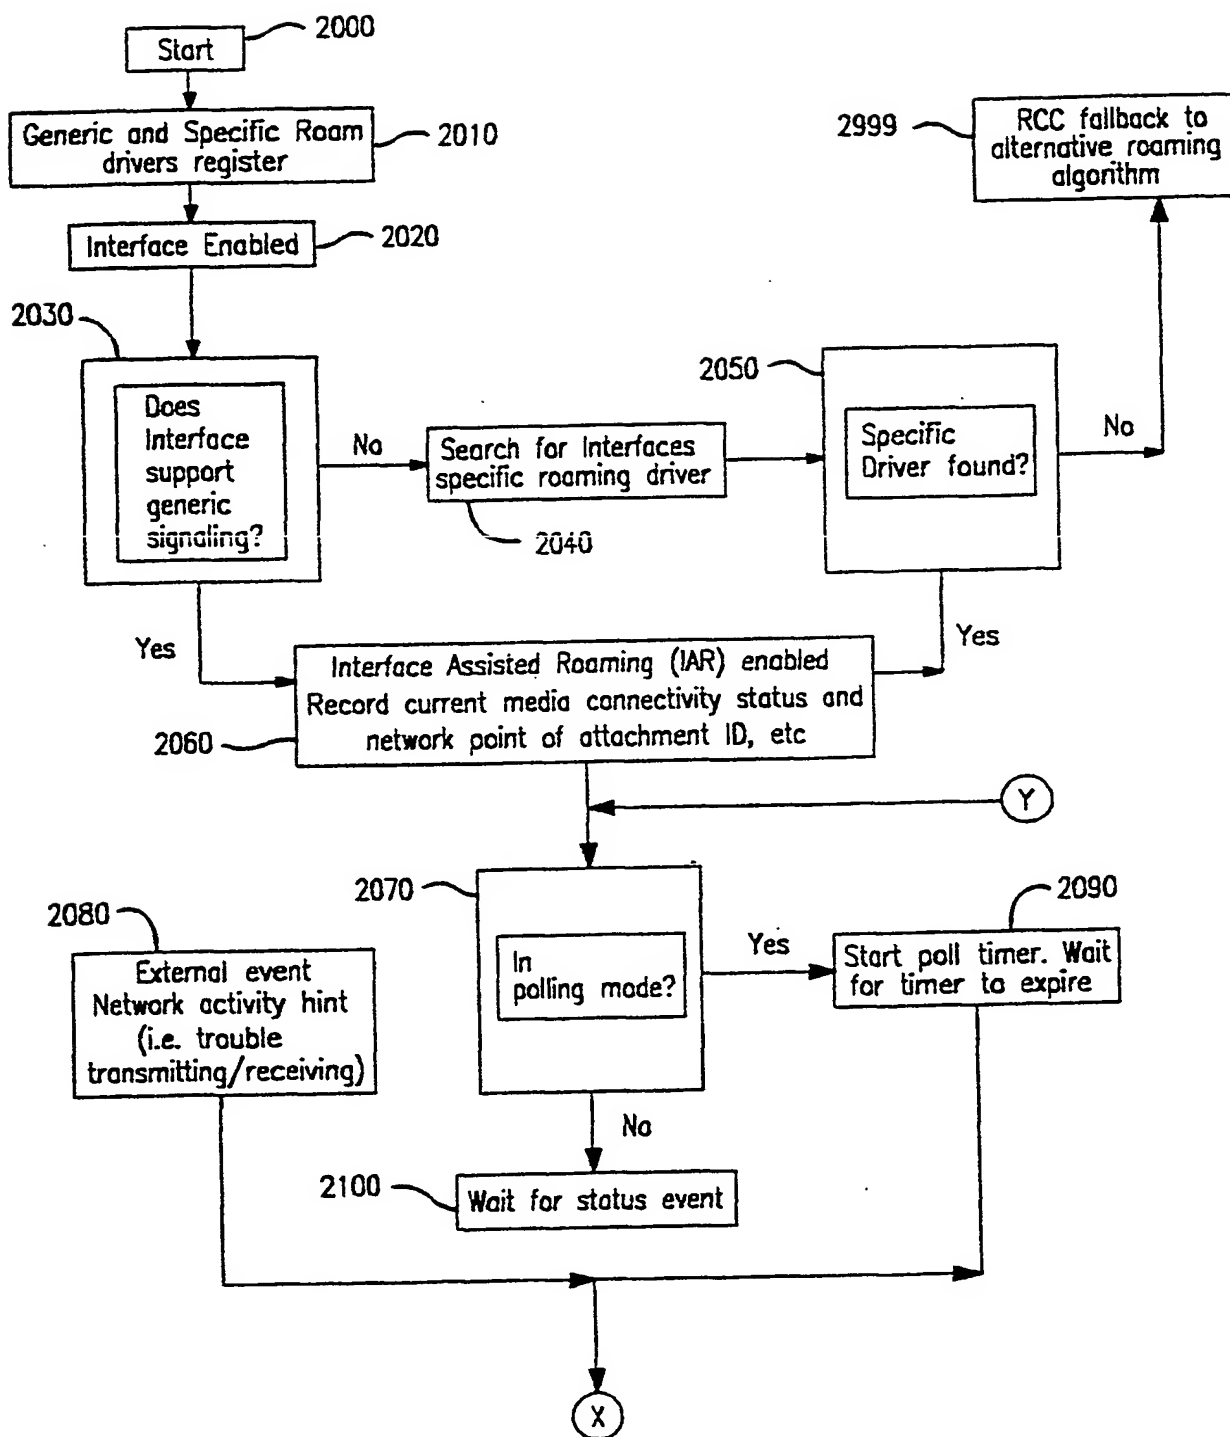 2000
Start
Generic and Specific Roam
drivers register
2010
2999
RCC fallback to
alternative roaming
algorithm
Interface Enabled
2020
2030
Does
Interface
support
generic
signaling?
No
Search for Interfaces
specific roaming driver
2040
2050
Specific
Driver found?
No
Yes
Yes
Interface Assisted Roaming (IAR) enabled
Record current media connectivity status and
network point of attachment ID, etc
2060
Y
2070
In
polling mode?
Yes
2090
Start poll timer. Wait
for timer to expire
2080
External event
Network activity hint
(i.e. trouble
transmitting/receiving)
No
2100
Wait for status event
X